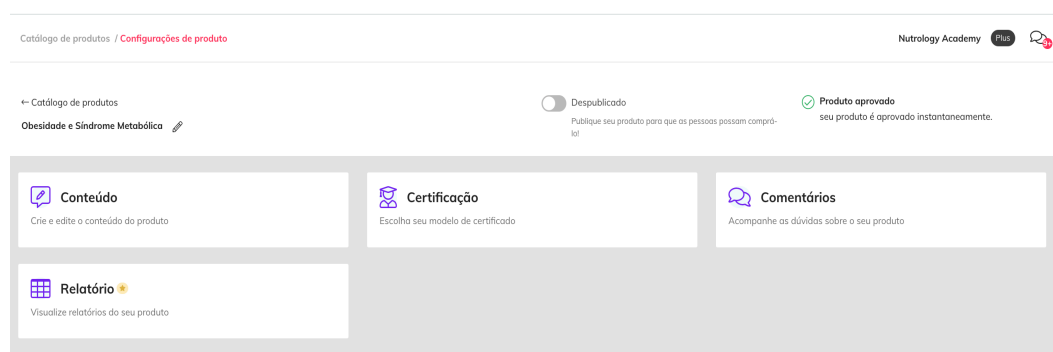 Catálogo de produtos / Configurações de produto
Nutrology Academy Plus 9+
← Catálogo de produtos
Obesidade e Síndrome Metabólica
Despublicado
Publique seu produto para que as pessoas possam comprá-
lo!
Produto aprovado
seu produto é aprovado instantaneamente.
Conteúdo
Crie e edite o conteúdo do produto
Certificação
Escolha seu modelo de certificado
Comentários
Acompanhe as dúvidas sobre o seu produto
Relatório
Visualize relatórios do seu produto